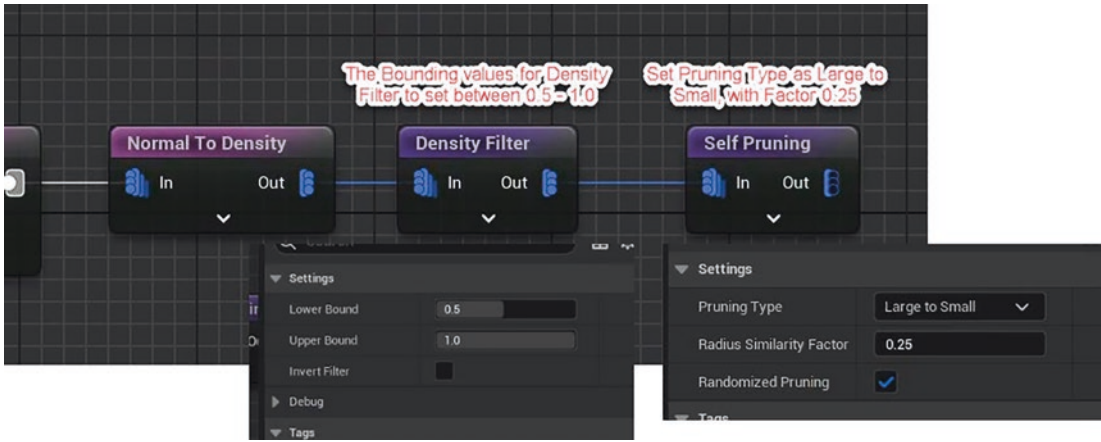 The Bounding values for Density
Filter to set between 0.5 - 1.0
Set Pruning Type as Large to
Small, with Factor 0.25
Normal To Density
In Out
Density Filter
In Out
Self Pruning
In Out
Settings
Lower Bound 0.5
Upper Bound 1.0
Invert Filter
Debug
Tags
Settings
Pruning Type Large to Small
Radius Similarity Factor 0.25
Randomized Pruning
Tags